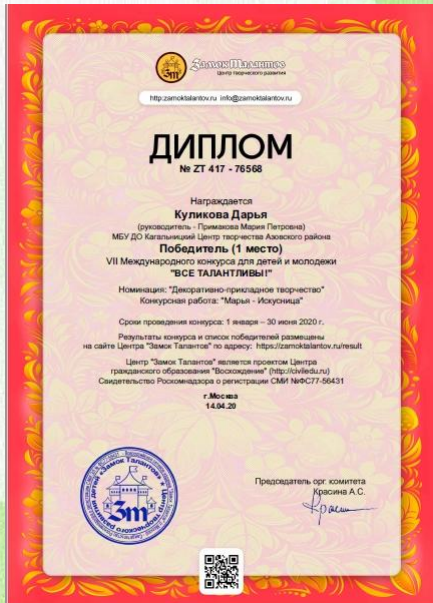 Замок Талантов
Центр творческого развития
http:zamoktalantov.ru info@zamoktalantov.ru
ДИПЛОМ
№ ZT 417 - 76568
Награждается
Куликова Дарья
(руководитель - Примакова Мария Петровна)
МБУ ДО Кагальницкий Центр творчества Азовского района
Победитель (1 место)
VII Международного конкурса для детей и молодежи
"ВСЕ ТАЛАНТЛИВЫ!"
Номинация: "Декоративно-прикладное творчество"
Конкурсная работа: "Марья - Искусница"
Сроки проведения конкурса: 1 января – 30 июня 2020 г.
Результаты конкурса и список победителей размещены
на сайте Центра "Замок Талантов" по адресу: https://zamoktalantov.ru/result
Центр "Замок Талантов" является проектом Центра
гражданского образования "Восхождение" (http://civiledu.ru)
Свидетельство Роскомнадзора о регистрации СМИ №ФС77-56431
г.Москва
14.04.20
Председатель орг. комитета
Красина А.С.
Зт